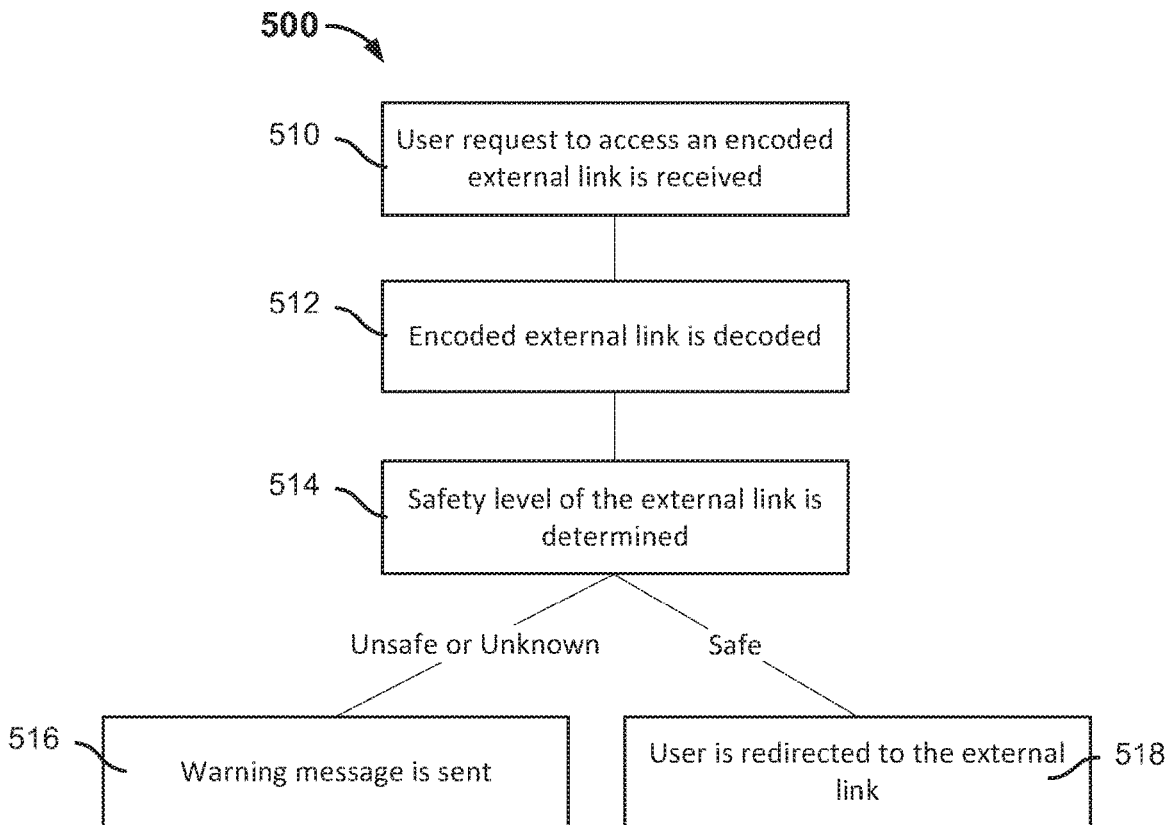 500
510
User request to access an encoded
external link is received
512
Encoded external link is decoded
514
Safety level of the external link is
determined
Unsafe or Unknown
Safe
516
Warning message is sent
User is redirected to the external
link
518